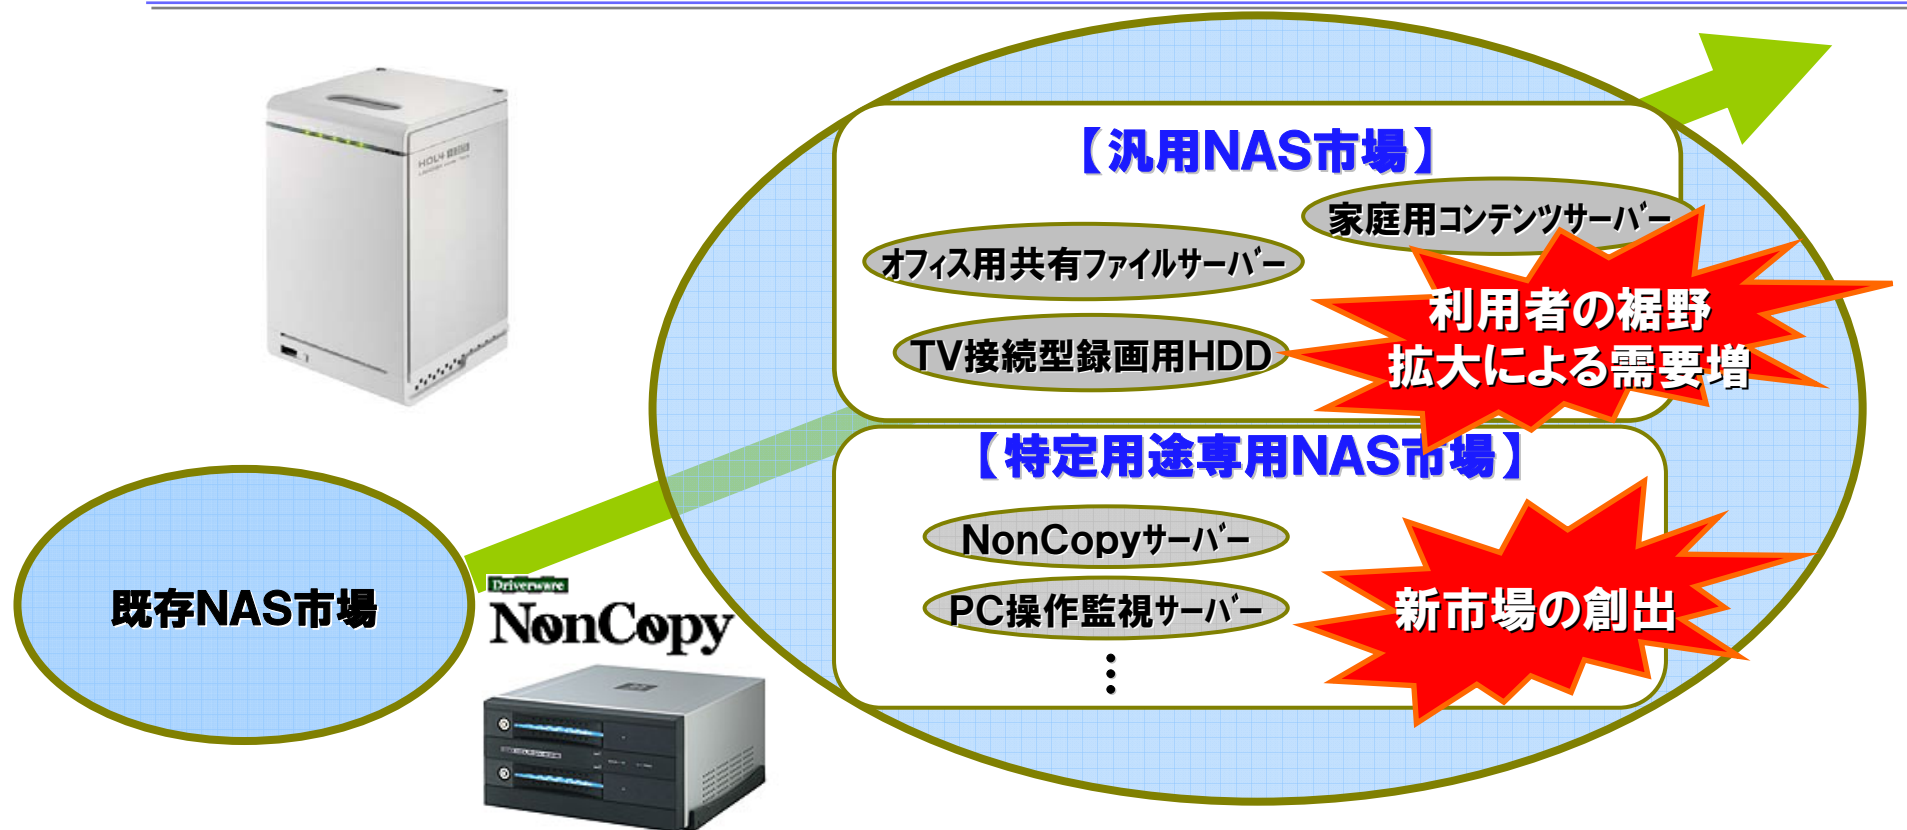 【汎用NAS市場】
家庭用コンテンツサーバー
オフィス用共有ファイルサーバー
TV接続型録画用HDD
利用者の裾野
拡大による需要増
【特定用途専用NAS市場】
NonCopyサーバー
PC操作監視サーバー
⋮
新市場の創出
既存NAS市場
Driverware
NonCopy
HDL4